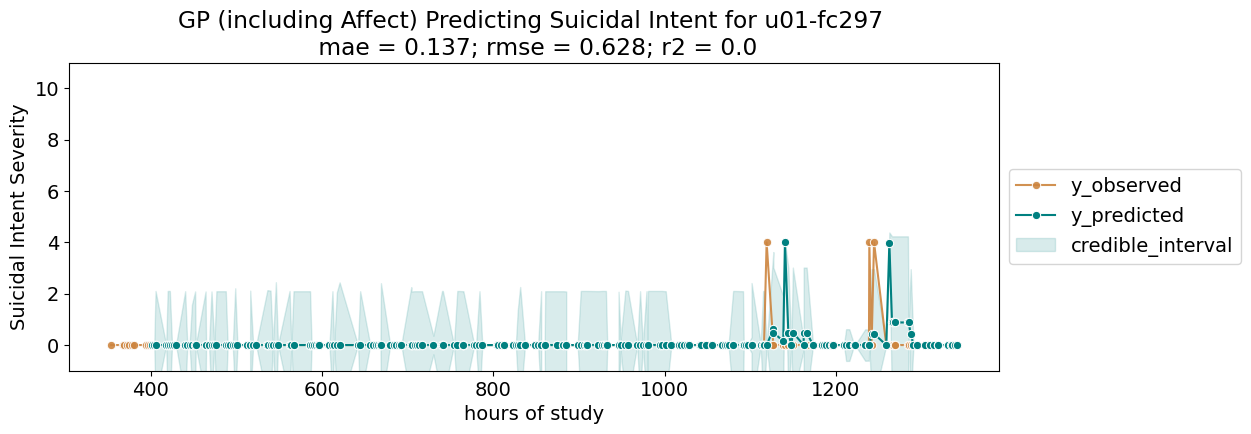 GP (including Affect) Predicting Suicidal Intent for u01-fc297
mae = 0.137; rmse = 0.628; r2 = 0.0
Suicidal Intent Severity
10
8
6
4
2
0
400
600
800
1000
1200
hours of study
y_observed
y_predicted
credible_interval